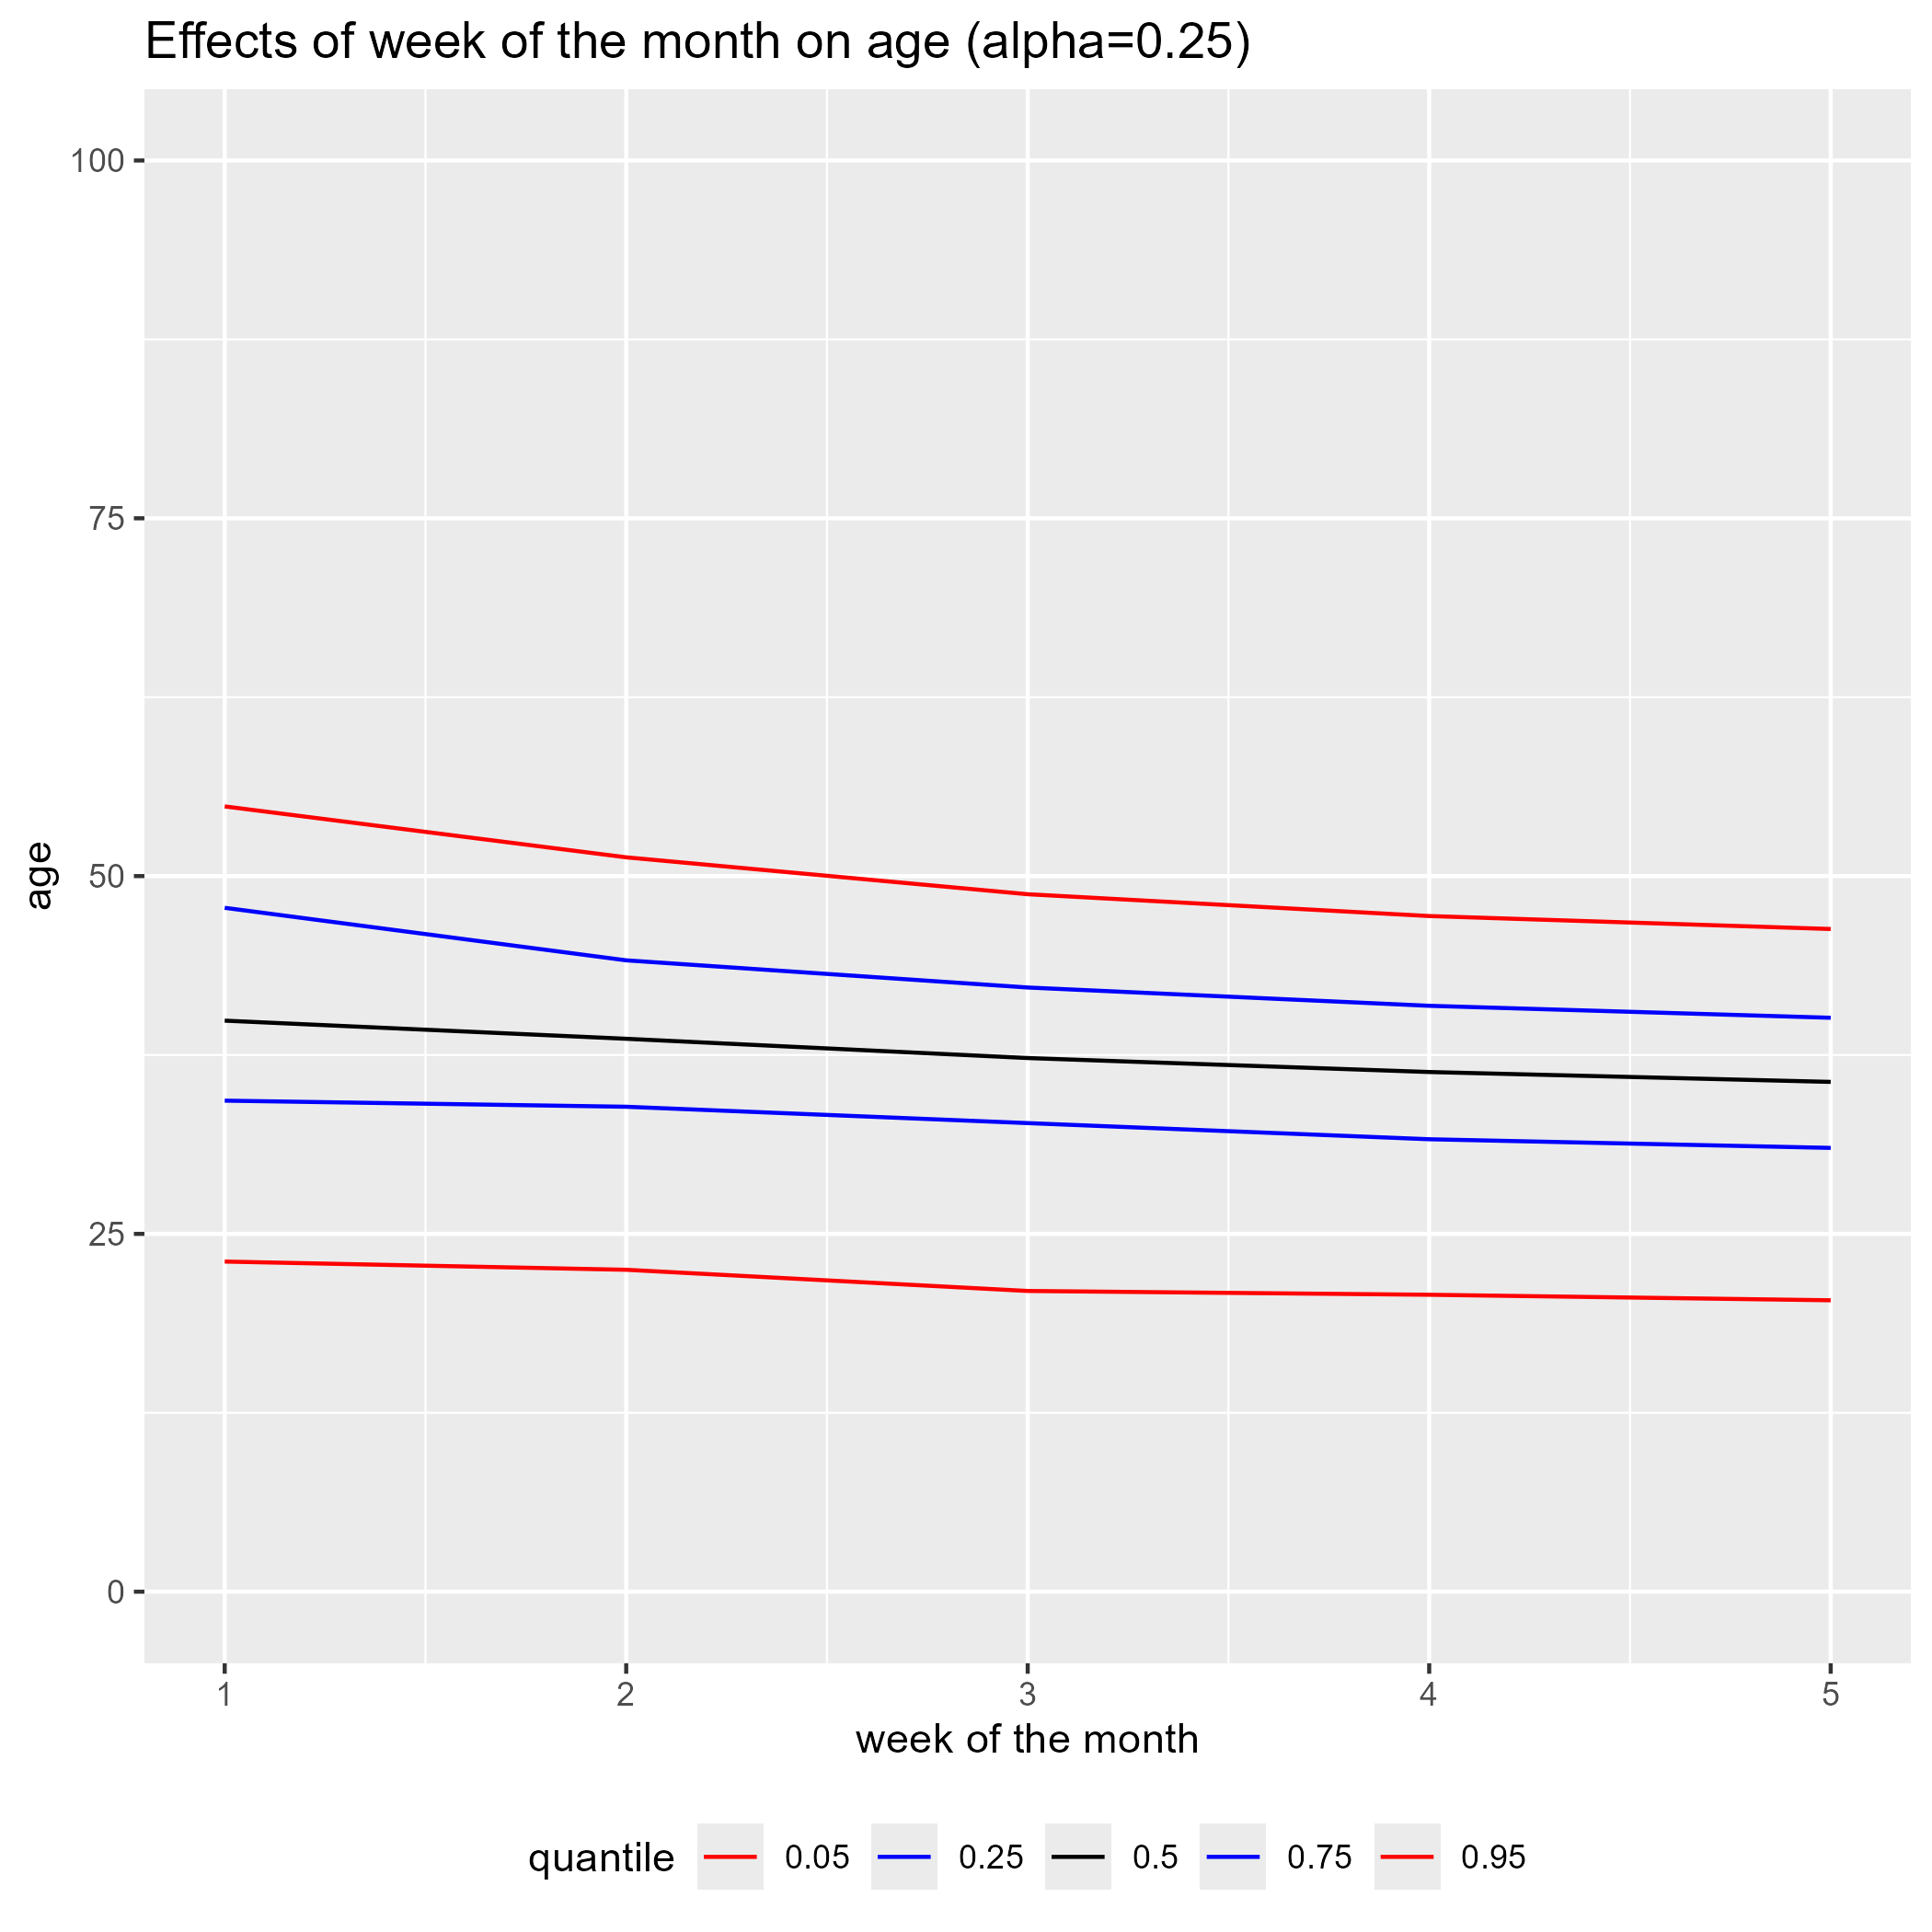 Effects of week of the month on age (alpha=0.25)
100
75
50
25
0
age
1 2 3 4 5
week of the month
quantile 0.05 0.25 0.5 0.75 0.95